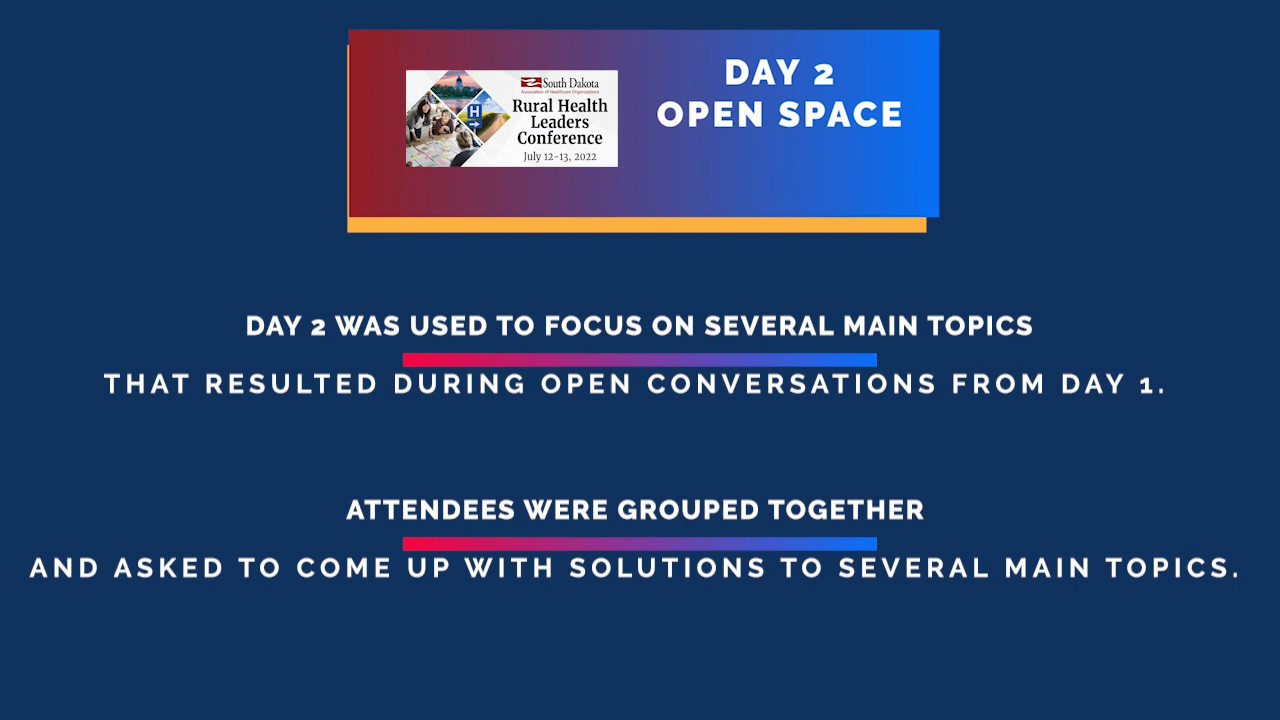 DAY 2
OPEN SPACE
South Dakota
Association of Healthcare Organizations
Rural Health
Leaders
Conference
July 12-13, 2022
H
DAY 2 WAS USED TO FOCUS ON SEVERAL MAIN TOPICS
THAT RESULTED DURING OPEN CONVERSATIONS FROM DAY 1.
ATTENDEES WERE GROUPED TOGETHER
AND ASKED TO COME UP WITH SOLUTIONS TO SEVERAL MAIN TOPICS.